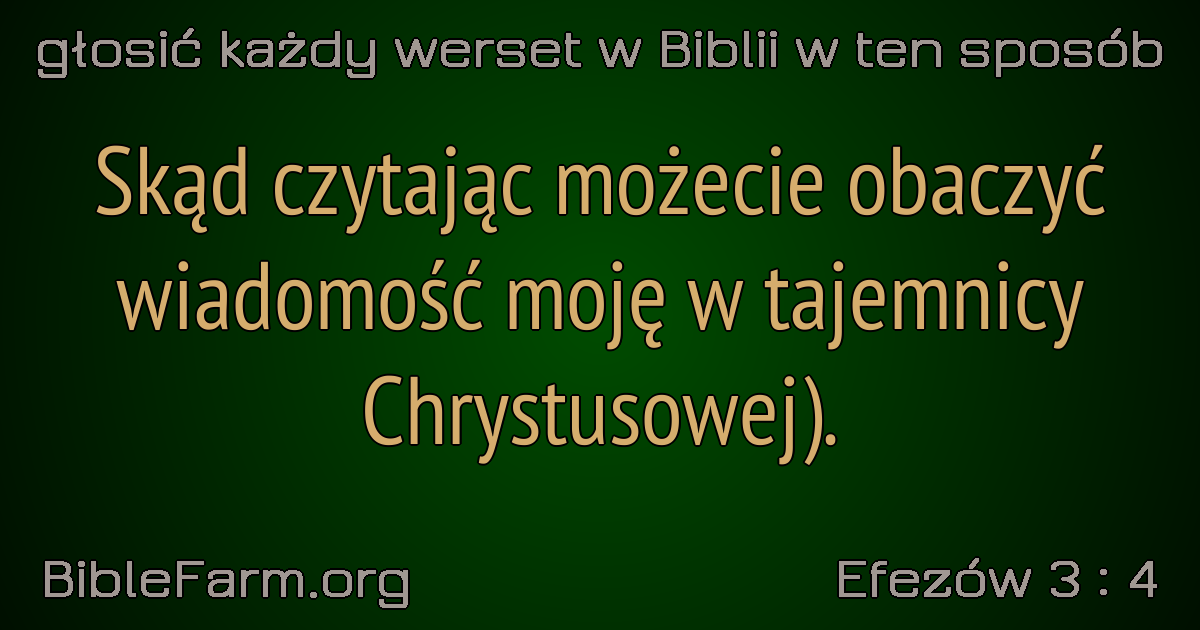 głosić każdy werset w Biblii w ten sposób
Skąd czytając możecie obaczyć
wiadomość moję w tajemnicy
Chrystusowej).
BibleFarm.org
Efezów 3 : 4